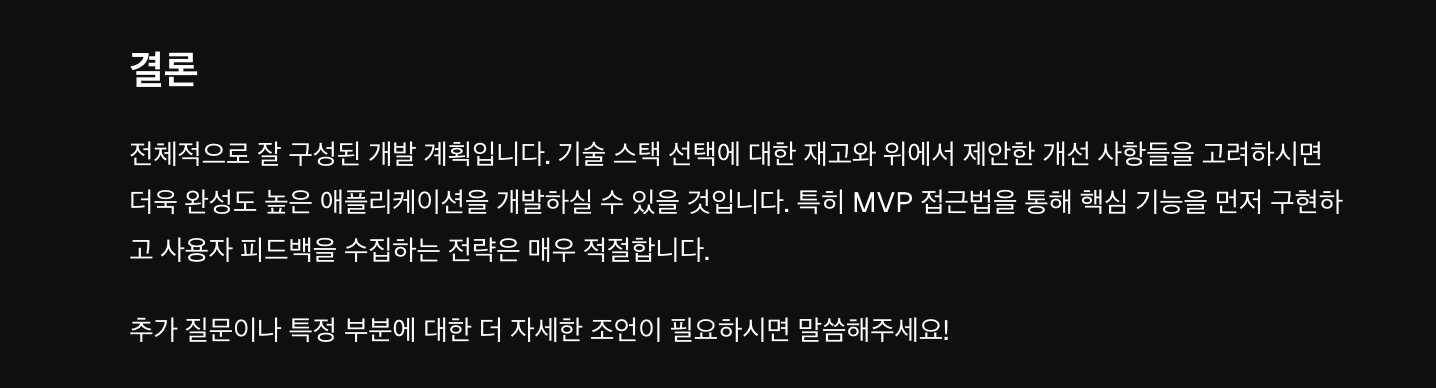 결론
전체적으로 잘 구성된 개발 계획입니다. 기술 스택 선택에 대한 재고와 위에서 제안한 개선 사항들을 고려하시면
더욱 완성도 높은 애플리케이션을 개발하실 수 있을 것입니다. 특히 MVP 접근법을 통해 핵심 기능을 먼저 구현하
고 사용자 피드백을 수집하는 전략은 매우 적절합니다.
추가 질문이나 특정 부분에 대한 더 자세한 조언이 필요하시면 말씀해주세요!